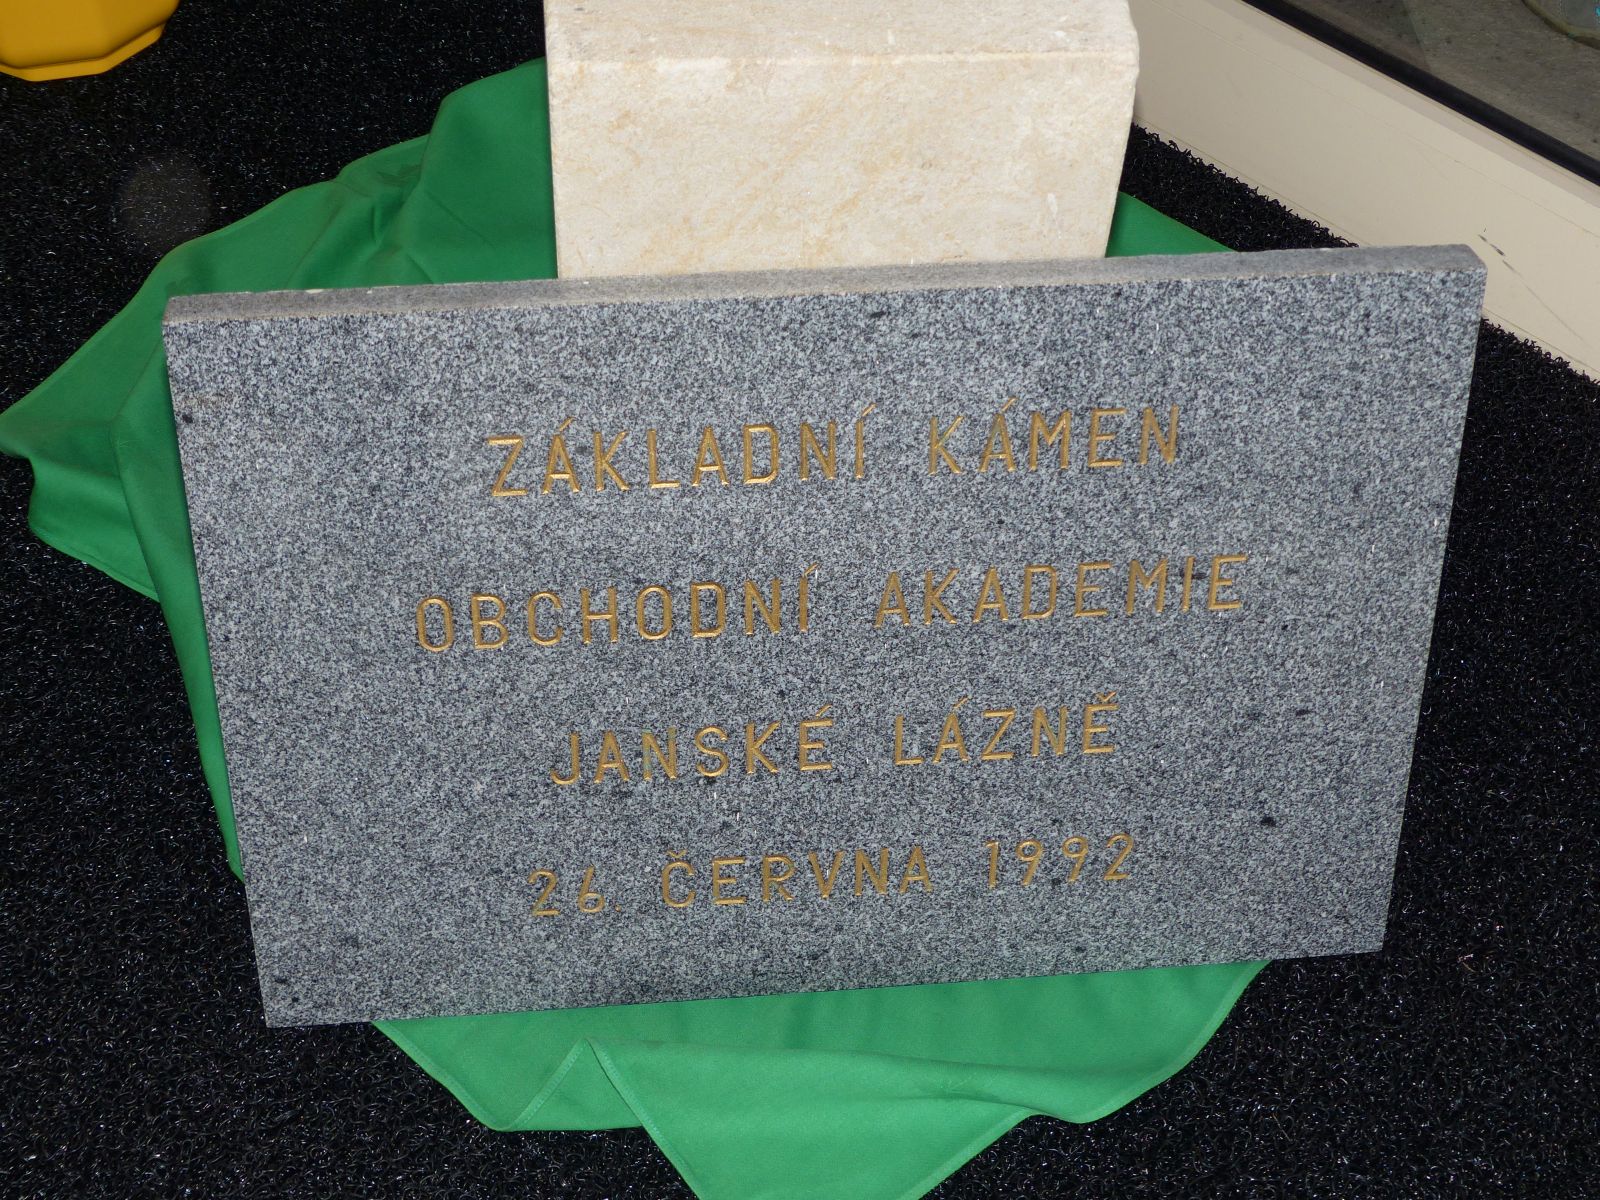 ZÁKLADNÍ KÁMEN
OBCHODNÍ AKADEMIE
JANSKÉ LÁZNĚ
26. ČERVNA 1992